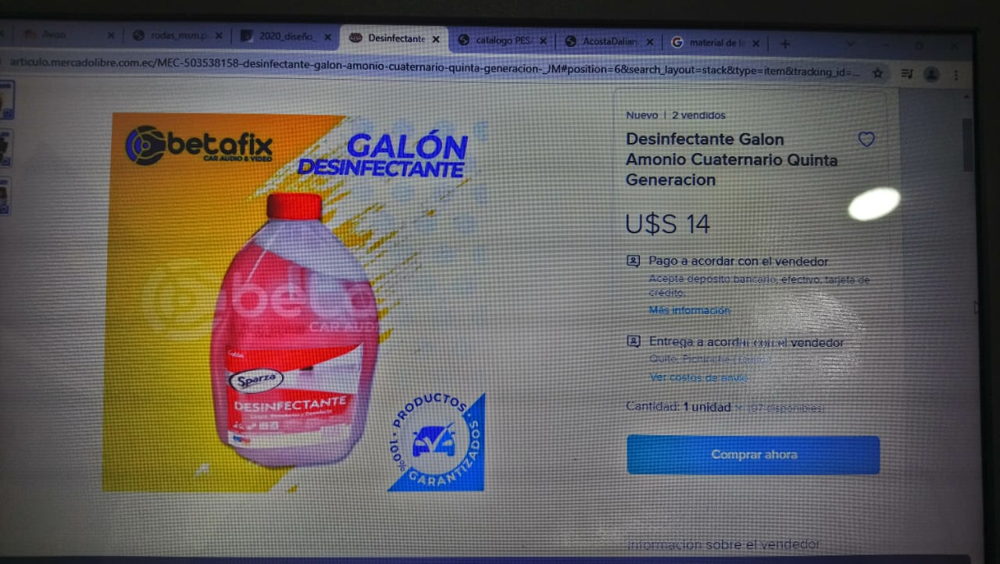 Aviso
rodas_msm.p
2020_diseño_
Desinfectante
catalogo PESA
AcostaDalian
material de li
articulo.mercadolibre.com.ec/MEC-503538158-desinfectante-galon-amonio-cuaternario-quinta-generacion-_JM#position=6&search_layout=stack&type=item&tracking_id=...
betafix
CAR AUDIO & VIDEO
GALÓN
DESINFECTANTE
Sparza
DESINFECTANTE
100% PRODUCTOS GARANTIZADOS
Nuevo | 2 vendidos
Desinfectante Galon
Amonio Cuaternario Quinta
Generacion
U$S 14
Pago a acordar con el vendedor
Acepta depósito bancario, efectivo, tarjeta de
crédito.
Más información
Entrega a acordar con el vendedor
Quito, Pichincha (Quito)
Ver costos de envío
Cantidad: 1 unidad (197 disponibles)
Comprar ahora
Información sobre el vendedor